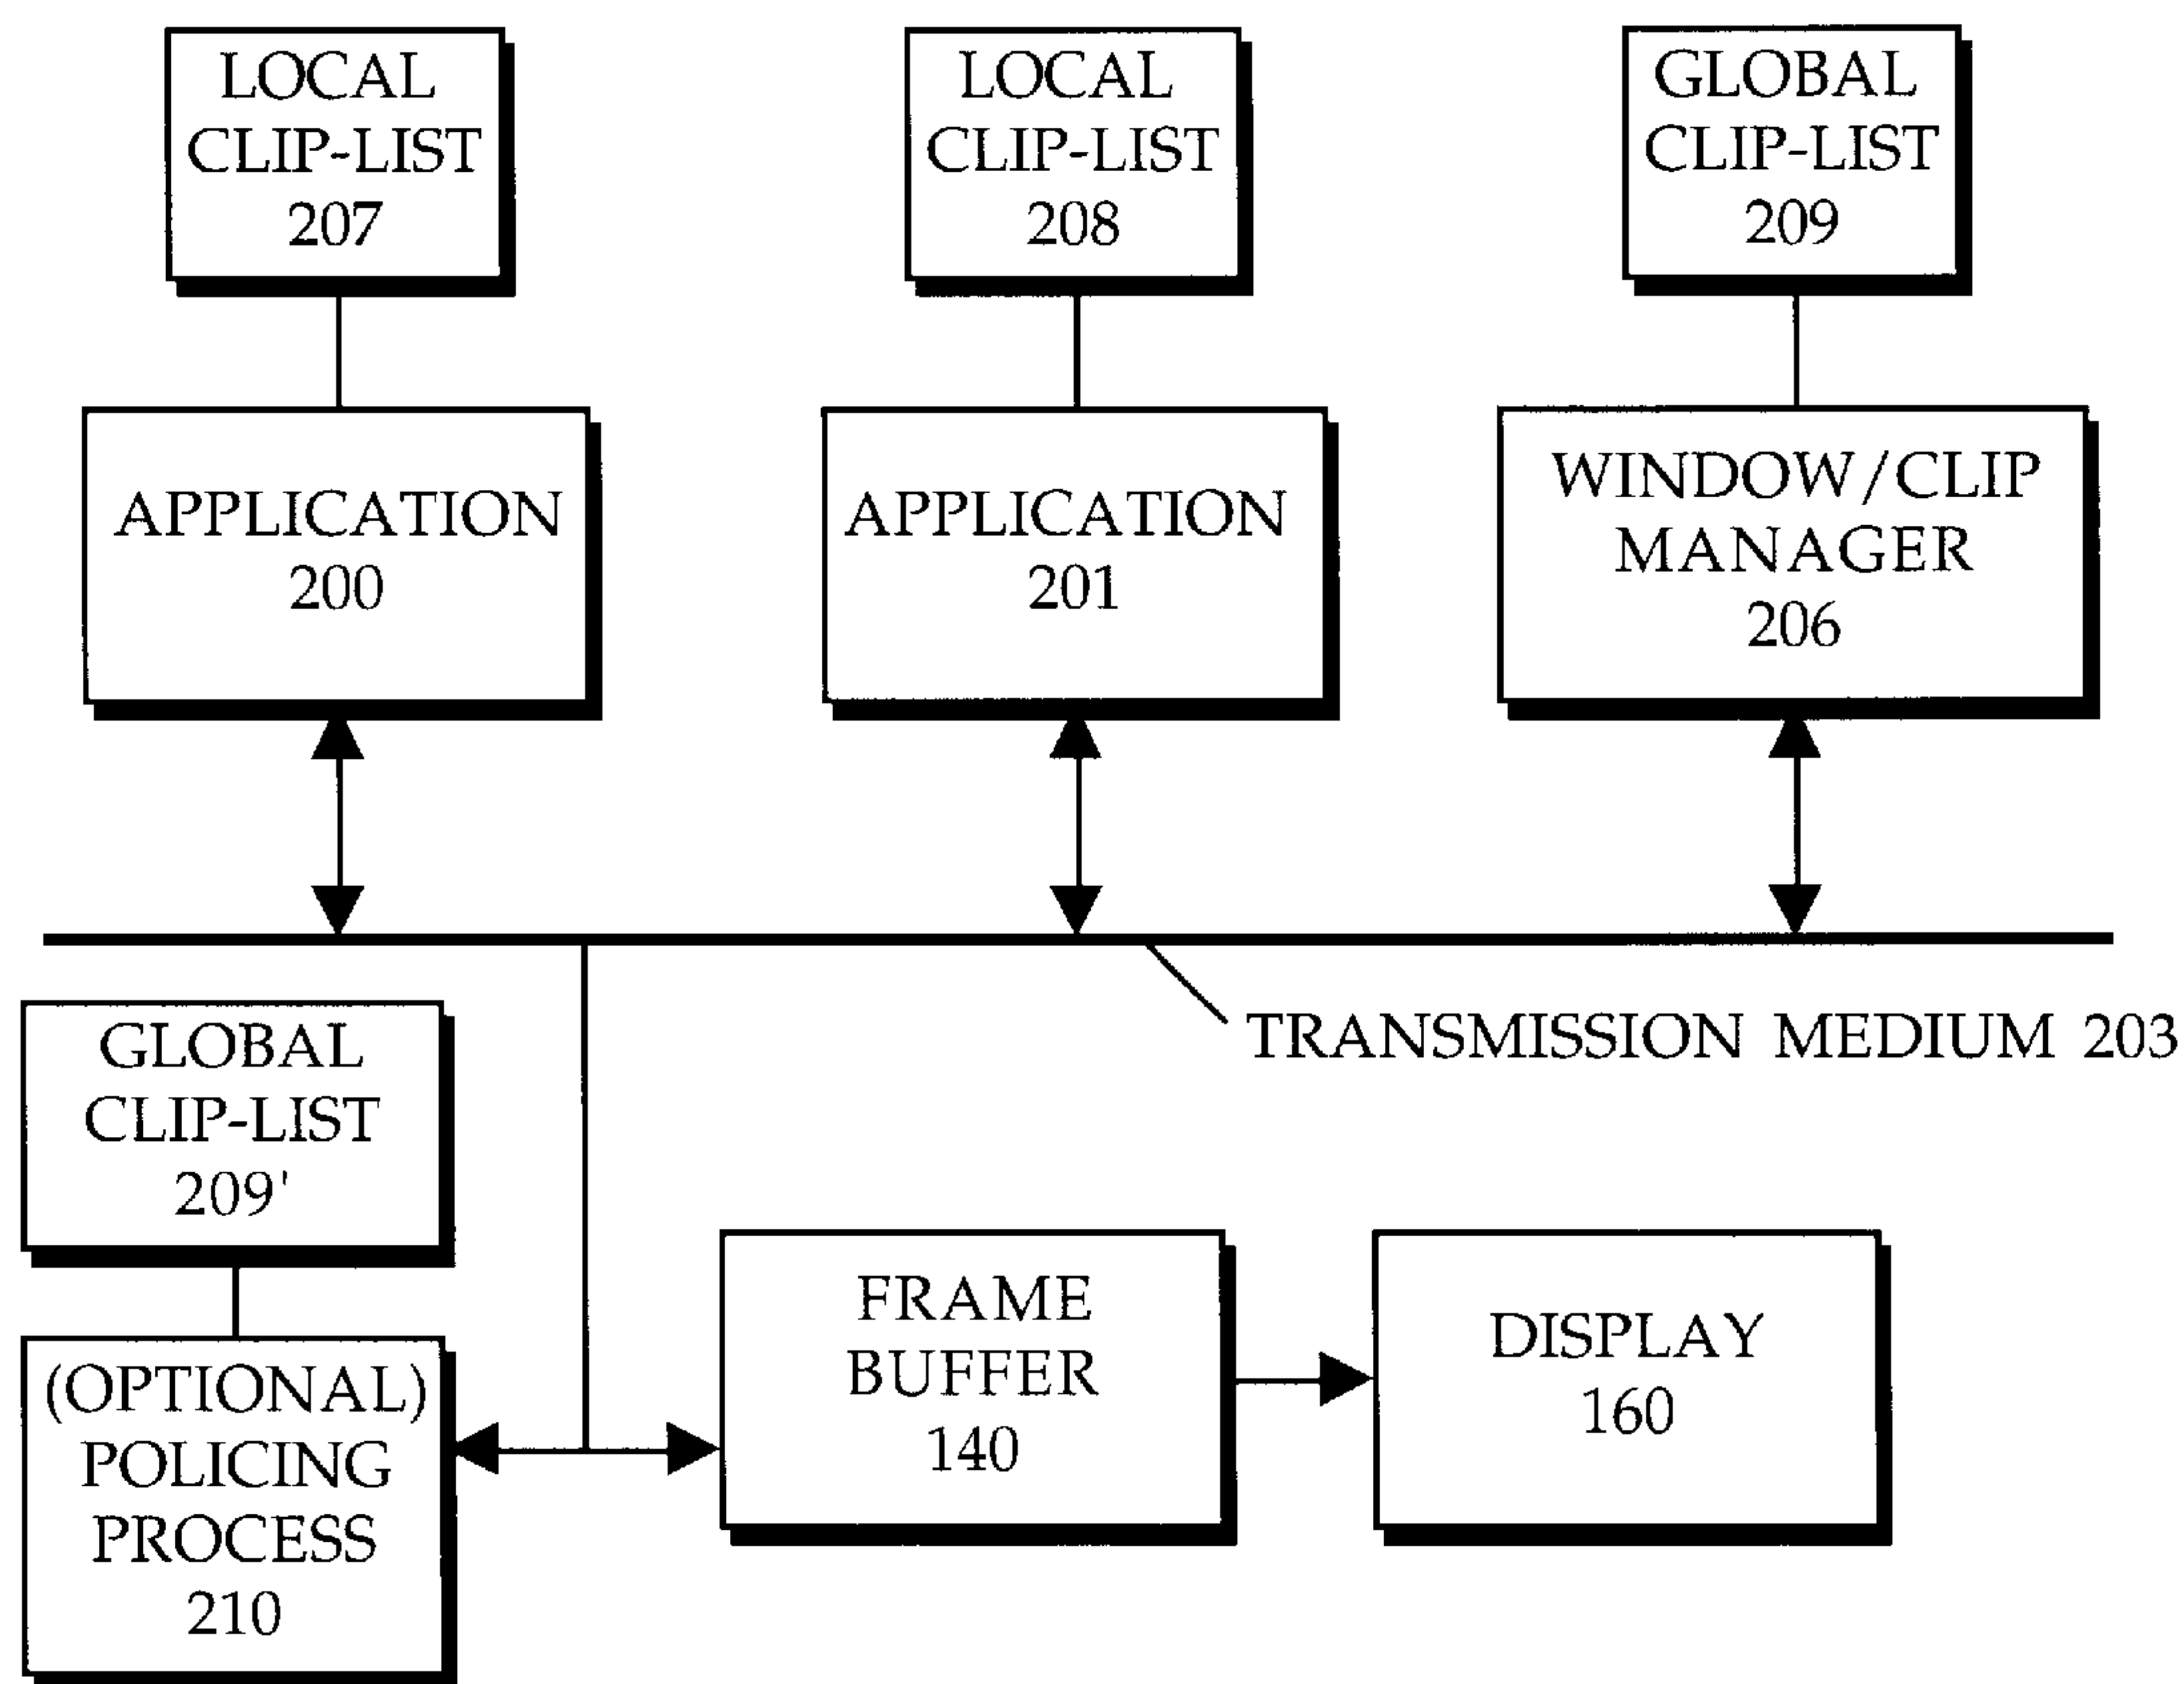 LOCAL
CLIP-LIST
207
LOCAL
CLIP-LIST
208
GLOBAL
CLIP-LIST
209
APPLICATION
200
APPLICATION
201
WINDOW/CLIP
MANAGER
206
TRANSMISSION MEDIUM 203
GLOBAL
CLIP-LIST
209'
(OPTIONAL)
POLICING
PROCESS
210
FRAME
BUFFER
140
DISPLAY
160